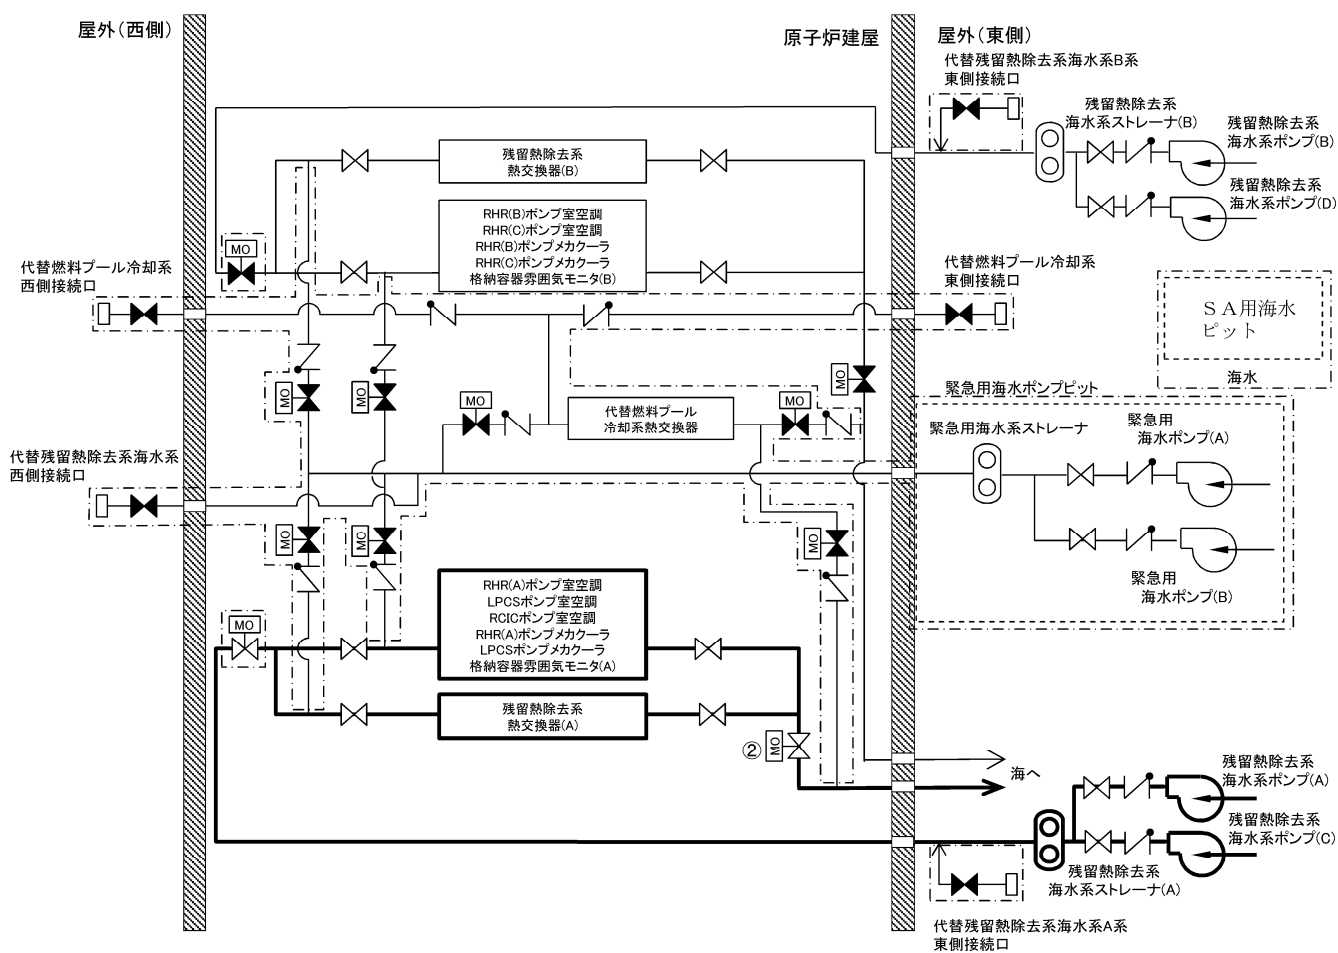 屋外(西側)
原子炉建屋
屋外(東側)
代替残留熱除去系海水系B系
東側接続口
残留熱除去系
海水系ストレーナ(B)
残留熱除去系
海水系ポンプ(B)
残留熱除去系
海水系ポンプ(D)
残留熱除去系
熱交換器(B)
RHR(B)ポンプ室空調
RHR(C)ポンプ室空調
RHR(B)ポンプメカクーラ
RHR(C)ポンプメカクーラ
格納容器雰囲気モニタ(B)
MO
代替燃料プール冷却系
西側接続口
代替燃料プール冷却系
東側接続口
SA用海水
ピット
海水
MO
MO
MO
緊急用海水ポンプピット
MO
代替燃料プール
冷却系熱交換器
MO
緊急用海水系ストレーナ
緊急用
海水ポンプ(A)
代替残留熱除去系海水系
西側接続口
MO
MO
MO
緊急用
海水ポンプ(B)
RHR(A)ポンプ室空調
LPCSポンプ室空調
RCICポンプ室空調
RHR(A)ポンプメカクーラ
LPCSポンプメカクーラ
格納容器雰囲気モニタ(A)
MO
残留熱除去系
熱交換器(A)
②
MO
海へ
残留熱除去系
海水系ポンプ(A)
残留熱除去系
海水系ポンプ(C)
残留熱除去系
海水系ストレーナ(A)
代替残留熱除去系海水系A系
東側接続口